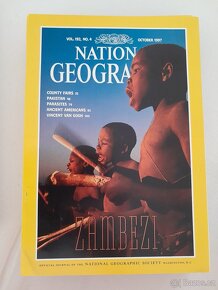 VOL. 192, NO. 4
OCTOBER 1997
NATION
GEOGRA
COUNTY FAIRS
PAKISTAN
PARASITES
ANCIENT AMERICANS
VINCENT VAN GOGH
ZAMBEZI
OFFICIAL JOURNAL OF THE NATIONAL GEOGRAPHIC SOCIETY WASHINGTON, D.C.